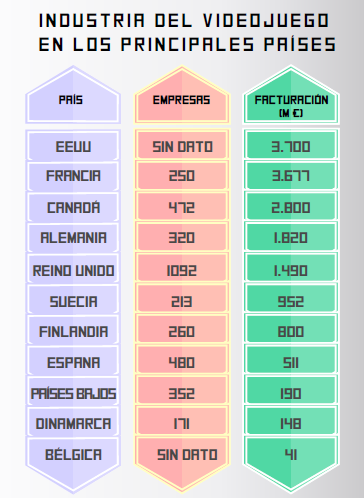 INDUSTRIA DEL VIDEOJUEGO
EN LOS PRINCIPALES PAÍSES
PAÍS EMPRESAS FACTURACIÓN (M €)
EEUU SIN DATO 3.700
FRANCIA 250 3.677
CANADÁ 472 2.800
ALEMANIA 320 1.820
REINO UNIDO 1092 1.490
SUECIA 213 952
FINLANDIA 260 800
ESPANA 480 511
PAÍSES BAJOS 352 190
DINAMARCA 171 148
BÉLGICA SIN DATO 41